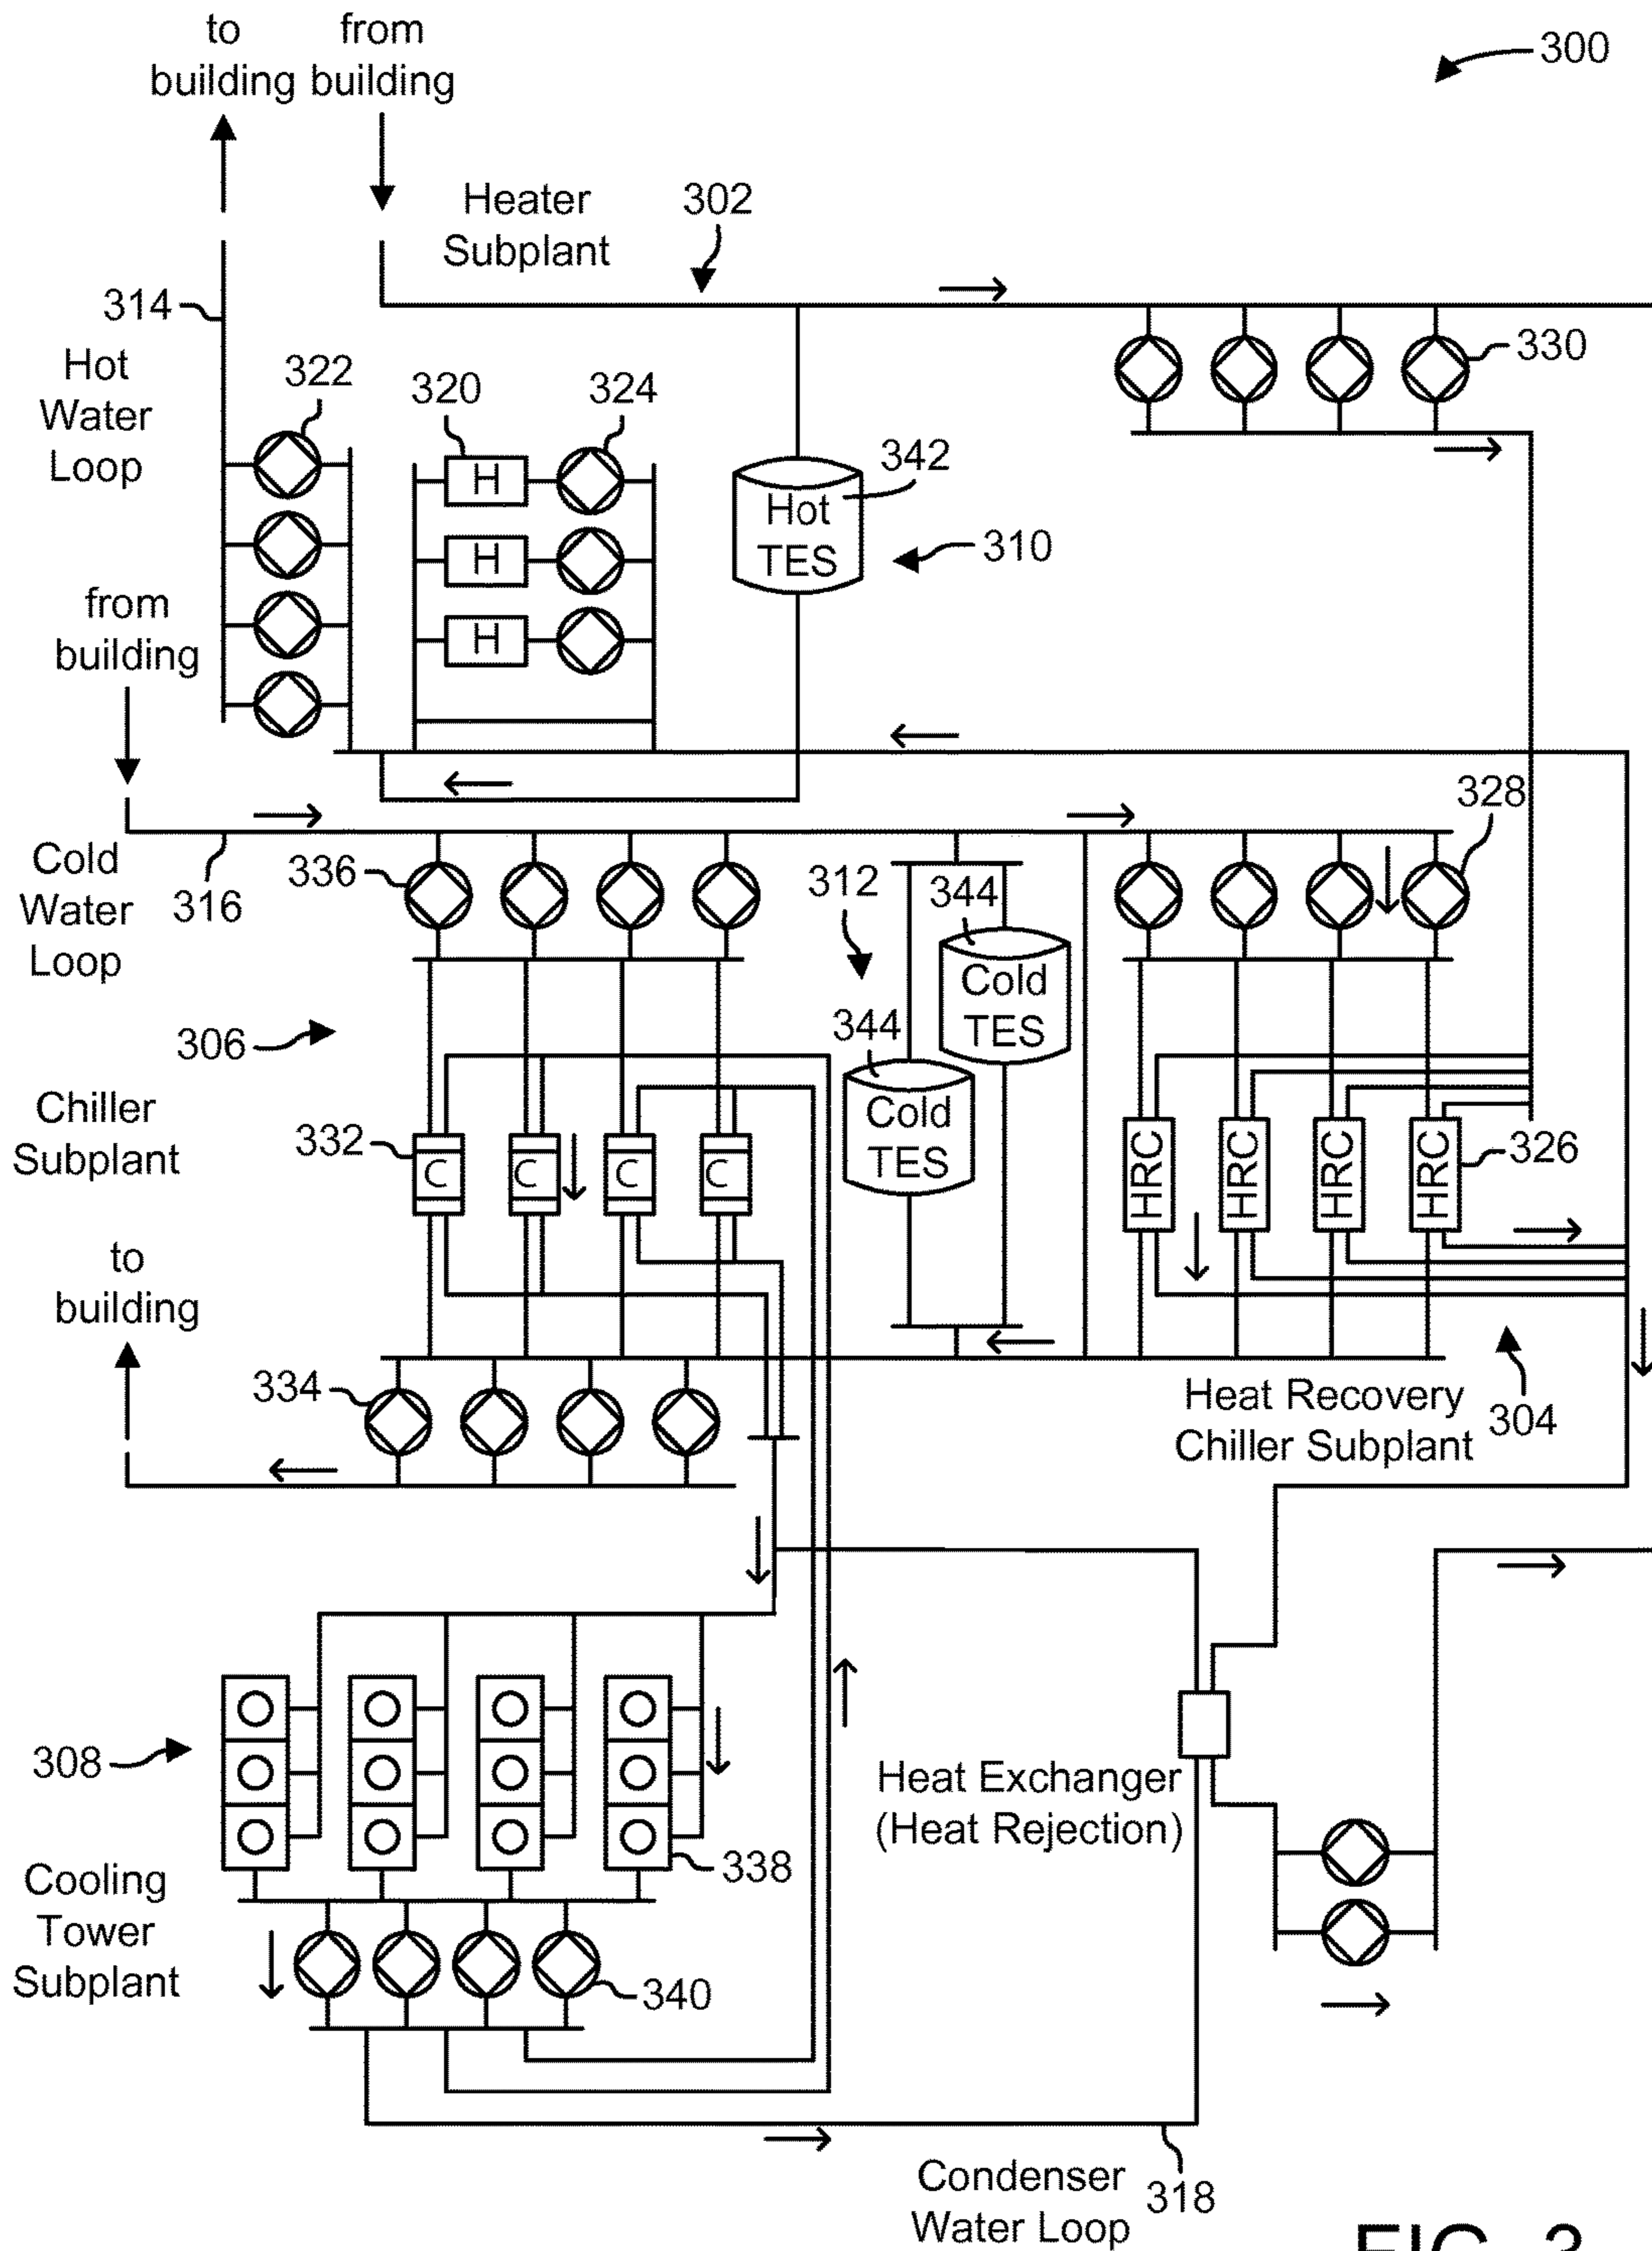 to
building
from
building
300
Heater
Subplant
302
314
Hot
Water
Loop
322
320
324
330
H
H
H
Hot
TES
342
310
from
building
328
Cold
Water
Loop
316
336
312
344
Cold
TES
344
Cold
TES
306
Chiller
Subplant
332
C
C
C
C
HRC
HRC
HRC
HRC
326
to
building
334
Heat Recovery
Chiller Subplant
304
308
338
Heat Exchanger
(Heat Rejection)
Cooling
Tower
Subplant
340
Condenser
Water Loop
318
FIG. 3